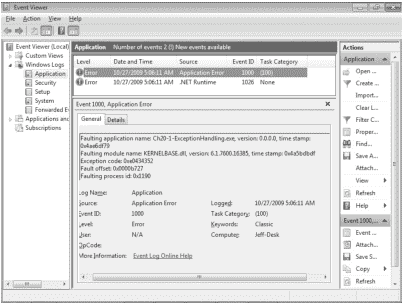 Event Viewer
File Action View Help
Event Viewer (Local)
Custom Views
Windows Logs
Application
Security
Setup
System
Forwarded E
Applications and
Subscriptions
Application Number of events: 2 (!) New events available
Level Date and Time Source Event ID Task Category
Error 10/27/2009 5:06:11 AM Application Error 1000 (100)
Error 10/27/2009 5:06:11 AM .NET Runtime 1026 None
Event 1000, Application Error
General Details
Faulting application name: Ch20-1-ExceptionHandling.exe, version: 0.0.0.0, time stamp:
0x4ae6df79
Faulting module name: KERNELBASE.dll, version: 6.1.7600.16385, time stamp: 0x4a5bdbdf
Exception code: 0xe0434352
Fault offset: 0x0000b727
Faulting process id: 0x1190
Log Name: Application
Source: Application Error Logged: 10/27/2009 5:06:11 AM
Event ID: 1000 Task Category: (100)
Level: Error Keywords: Classic
User: N/A Computer: Jeff-Desk
OpCode:
More Information: Event Log Online Help
Actions
Application
Open ...
Create ...
Import...
Clear L...
Filter C...
Proper...
Find...
Save A...
Attach...
View
Refresh
Help
Event 1000,...
Event ...
Attach...
Save S...
Copy
Refresh